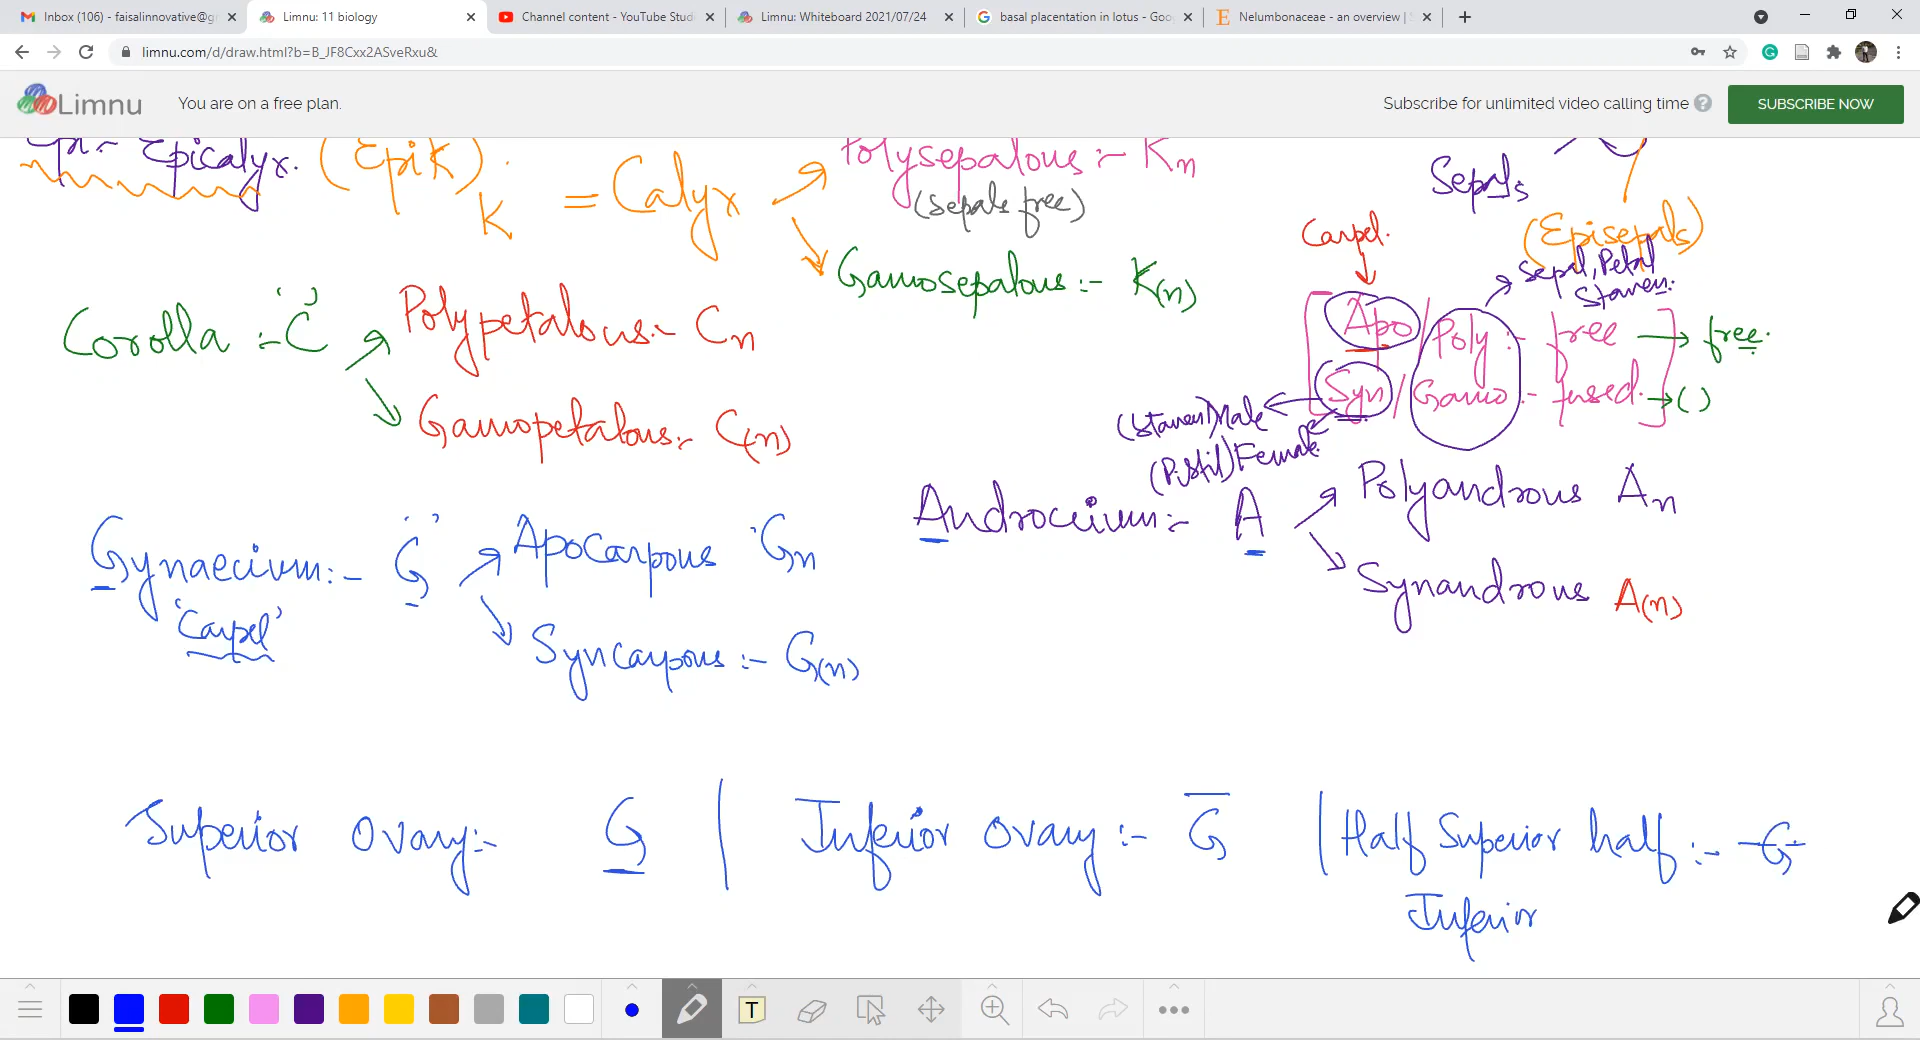 Inbox (106) - faisalinnovative@g
Limnu: 11 biology
Channel content - YouTube Stud
Limnu: Whiteboard 2021/07/24
basal placentation in lotus - Goo
Nelumbonaceae - an overview | S
limnu.com/d/draw.html?b=B_JF8Cxx2ASveRxu&
Limnu
You are on a free plan.
Subscribe for unlimited video calling time
SUBSCRIBE NOW
Epicalyx. (EpiK)
K = Calyx
Polysepalous :- Kn
(Sepals free)
Gamosepalous :- K(n)
Sepals
(Episepals)
Carpel.
Sepal, Petal
Stamen.
Apo/Poly :- free → free.
Syn/Gamo :- fused. → ( )
(Stamen) Male
(Pistil) Female.
Corolla :- 'C'
Polypetalous :- Cn
Gamopetalous :- C(n)
Androecium :- A
Polyandrous An
Synandrous A(n)
Gynaecium :- 'G'
'Carpel'
Apocarpous Gn
Syncarpous :- G(n)
Superior Ovary :- G | Inferior Ovary :- G | Half Superior half :- G
Inferior
T